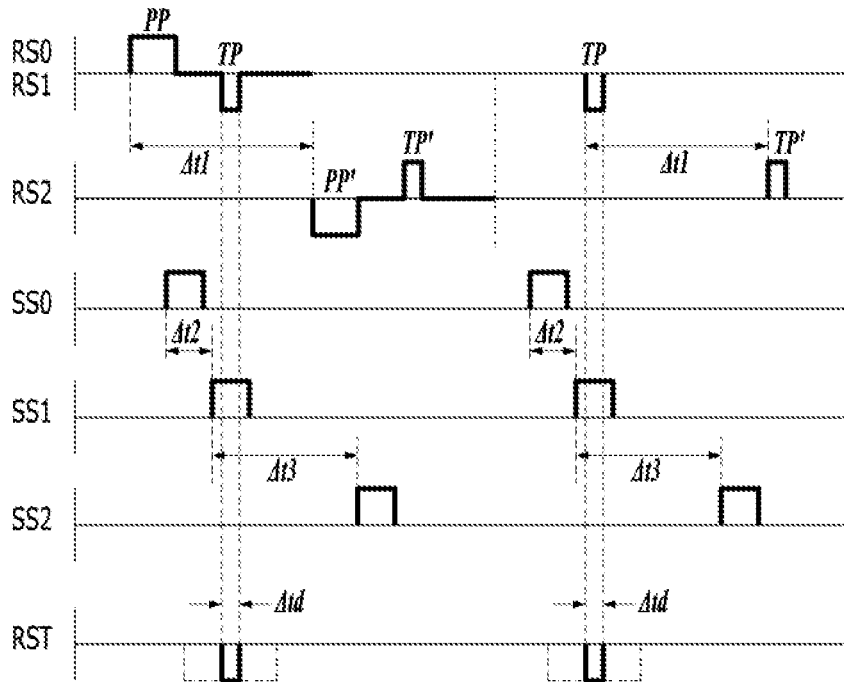 PP
RS0
TP
TP
RS1
Δt1
Δt1
TP'
TP'
PP'
RS2
SS0
Δt2
Δt2
SS1
Δt3
Δt3
SS2
Δtd
Δtd
RST